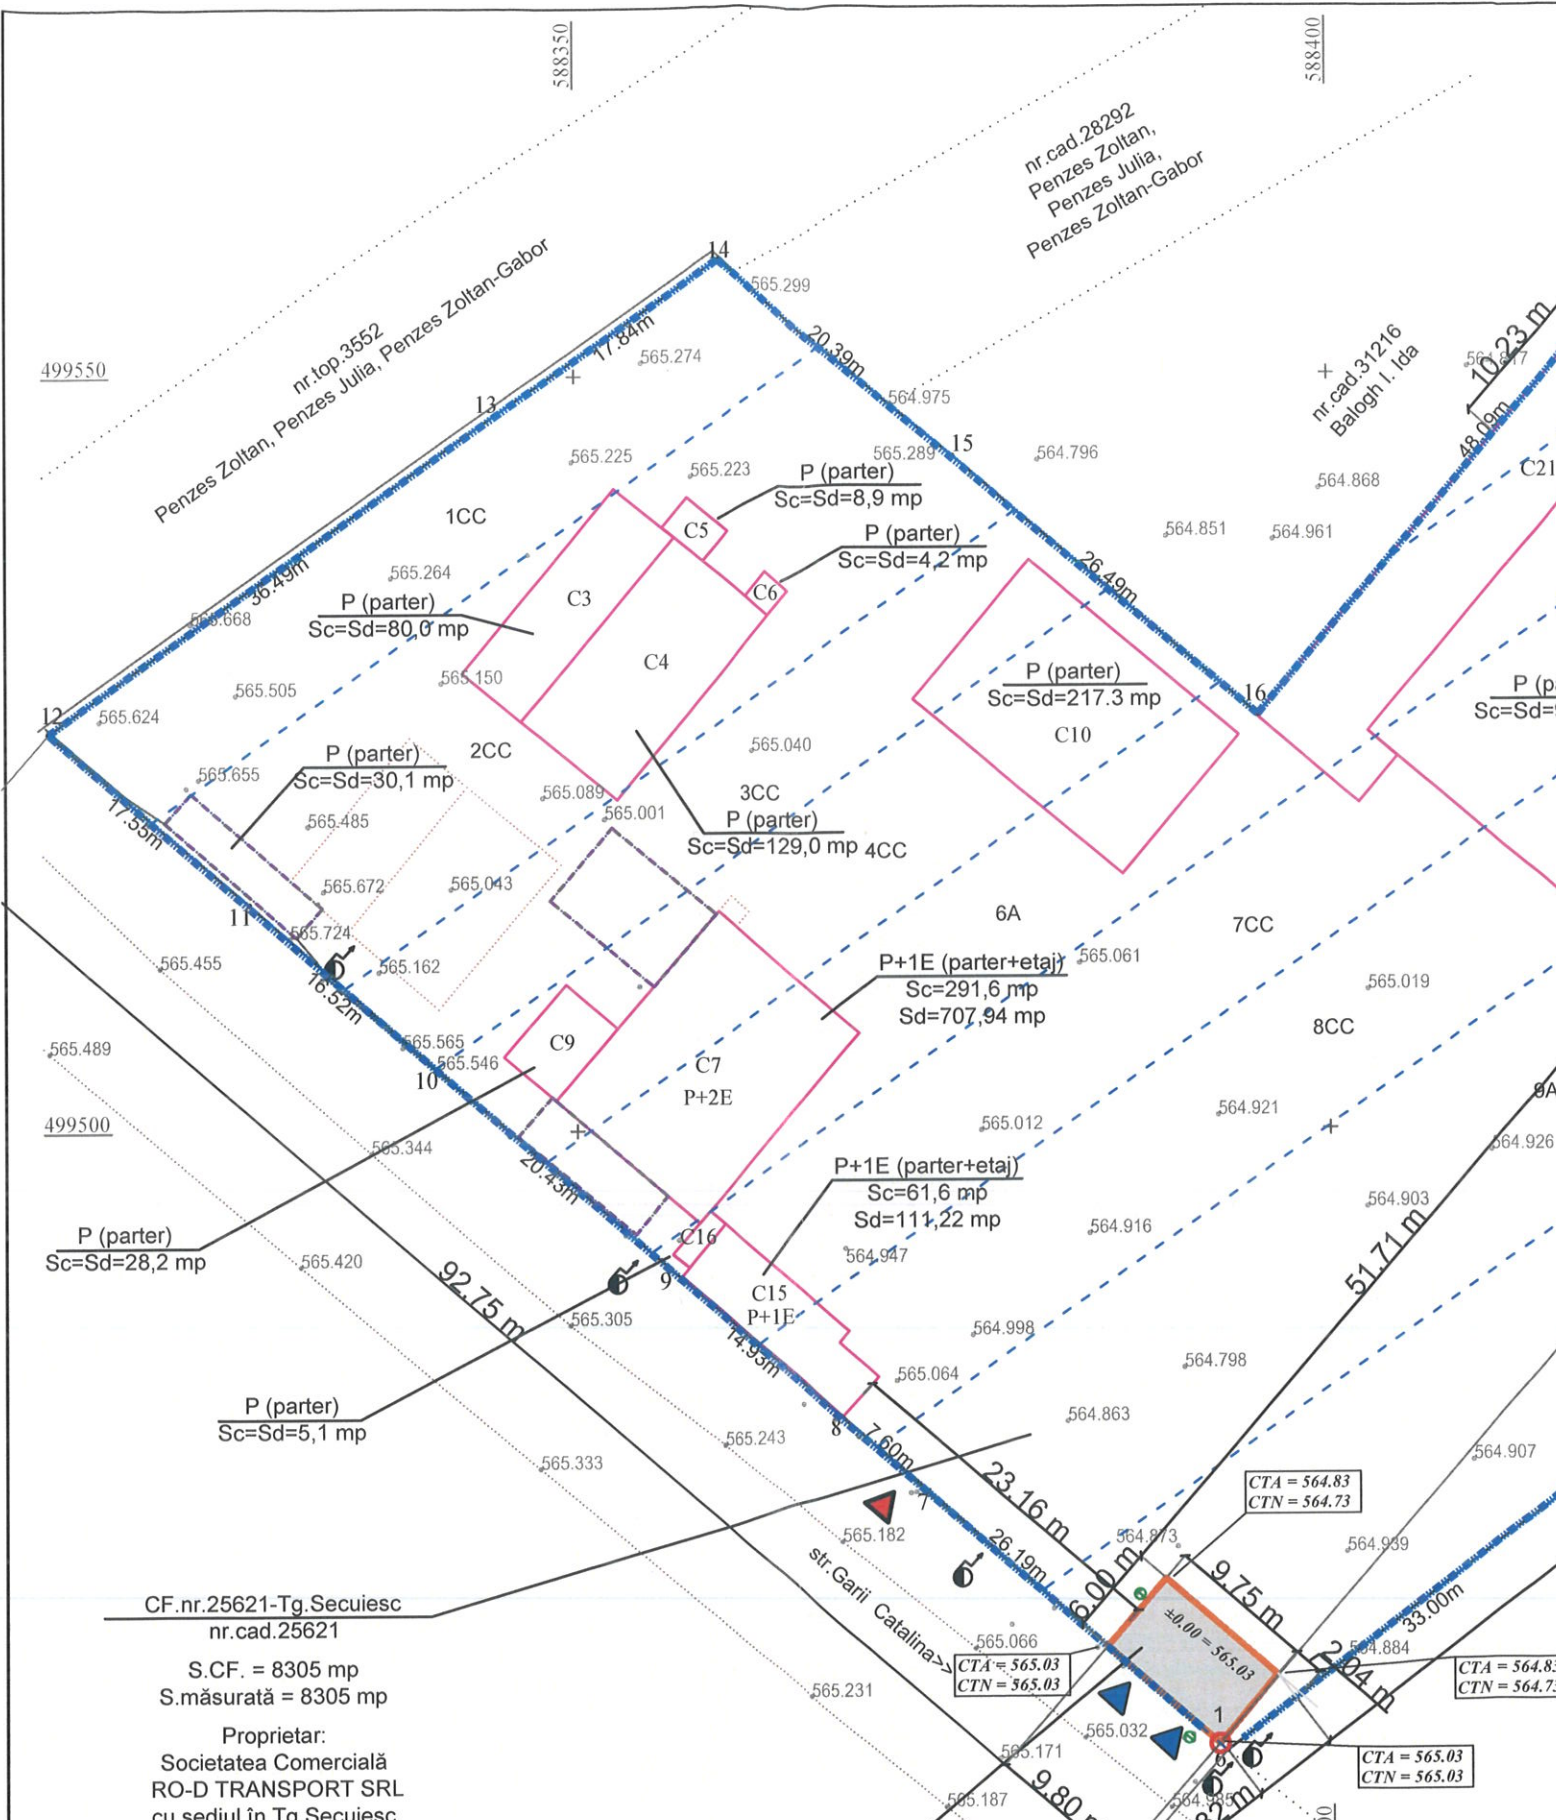 588350
588400
nr.cad.28292
Penzes Zoltan,
Penzes Julia,
Penzes Zoltan-Gabor
14
565.299
nr.top.3552
Penzes Zoltan, Penzes Julia, Penzes Zoltan-Gabor
17.84m
565.274
20.39m
499550
nr.cad.31216
Balogh I. Ida
10.23 m
48.09m
13
564.975
15
565.225
565.223
565.289
564.796
564.868
C21
P (parter)
Sc=Sd=8,9 mp
1CC
C5
564.851
564.961
P (parter)
Sc=Sd=4,2 mp
565.264
36.49m
C3
C6
26.49m
P (parter)
Sc=Sd=80,0 mp
565.668
C4
565.505
565.150
P (parter)
Sc=Sd=217.3 mp
C10
16
12
565.624
2CC
565.040
P (parter)
Sc=Sd=30,1 mp
565.655
565.089
3CC
565.001
P (parter)
Sc=Sd=129,0 mp
4CC
17.55m
565.485
565.672
565.043
11
565.724
565.162
565.455
6A
7CC
565.061
P+1E (parter+etaj)
Sc=291,6 mp
Sd=707,94 mp
565.019
16.52m
8CC
565.489
565.565
565.546
C9
C7
P+2E
10
499500
564.921
565.012
9A
564.926
565.344
20.43m
P+1E (parter+etaj)
Sc=61,6 mp
Sd=111,22 mp
564.903
564.916
P (parter)
Sc=Sd=28,2 mp
C16
564.947
565.420
9
51,71 m
92.75 m
C15
P+1E
565.305
14.93m
564.998
565.064
564.798
P (parter)
Sc=Sd=5,1 mp
564.863
8
7.60m
565.243
564.907
565.333
23,16 m
CTA = 564.83
CTN = 564.73
7
565.182
564.873
26.19m
564.939
str.Garii Catalina>>
6,00 m
9,75 m
CF.nr.25621-Tg.Secuiesc
nr.cad.25621
±0.00 = 565.03
33.00m
565.066
2,04 m
564.884
S.CF. = 8305 mp
S.măsurată = 8305 mp
CTA = 565.03
CTN = 565.03
565.231
1
565.032
565.171
Proprietar:
Societatea Comercială
RO-D TRANSPORT SRL
cu sediul în Tg.Secuiesc
CTA = 565.03
CTN = 565.03
9.80
565.187